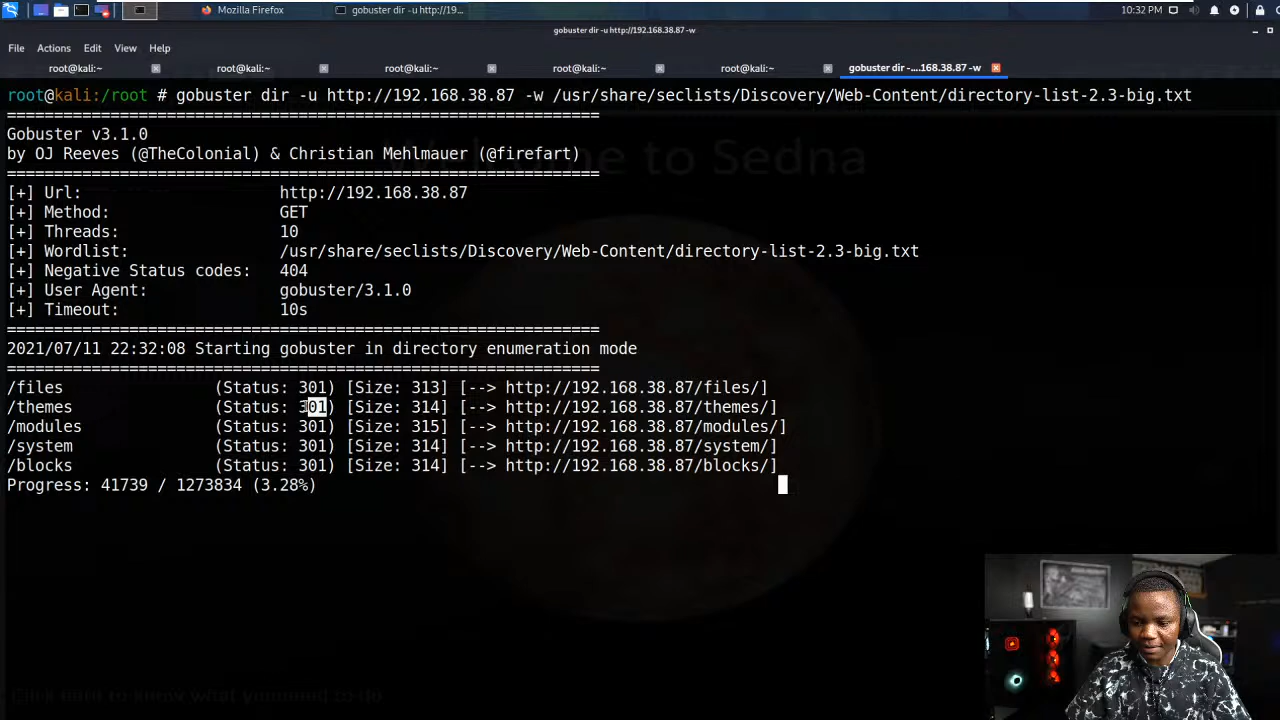 Mozilla Firefox
gobuster dir -u http://19...
10:32 PM
gobuster dir -u http://192.168.38.87 -w
File Actions Edit View Help
root@kali:~ root@kali:~ root@kali:~ root@kali:~ root@kali:~ gobuster dir -....168.38.87 -w
root@kali:/root # gobuster dir -u http://192.168.38.87 -w /usr/share/seclists/Discovery/Web-Content/directory-list-2.3-big.txt
===============================================================
Gobuster v3.1.0
by OJ Reeves (@TheColonial) & Christian Mehlmauer (@firefart)
===============================================================
[+] Url: http://192.168.38.87
[+] Method: GET
[+] Threads: 10
[+] Wordlist: /usr/share/seclists/Discovery/Web-Content/directory-list-2.3-big.txt
[+] Negative Status codes: 404
[+] User Agent: gobuster/3.1.0
[+] Timeout: 10s
===============================================================
2021/07/11 22:32:08 Starting gobuster in directory enumeration mode
===============================================================
/files (Status: 301) [Size: 313] [--> http://192.168.38.87/files/]
/themes (Status: 301) [Size: 314] [--> http://192.168.38.87/themes/]
/modules (Status: 301) [Size: 315] [--> http://192.168.38.87/modules/]
/system (Status: 301) [Size: 314] [--> http://192.168.38.87/system/]
/blocks (Status: 301) [Size: 314] [--> http://192.168.38.87/blocks/]
Progress: 41739 / 1273834 (3.28%)
to Sedna
to know what you need to do